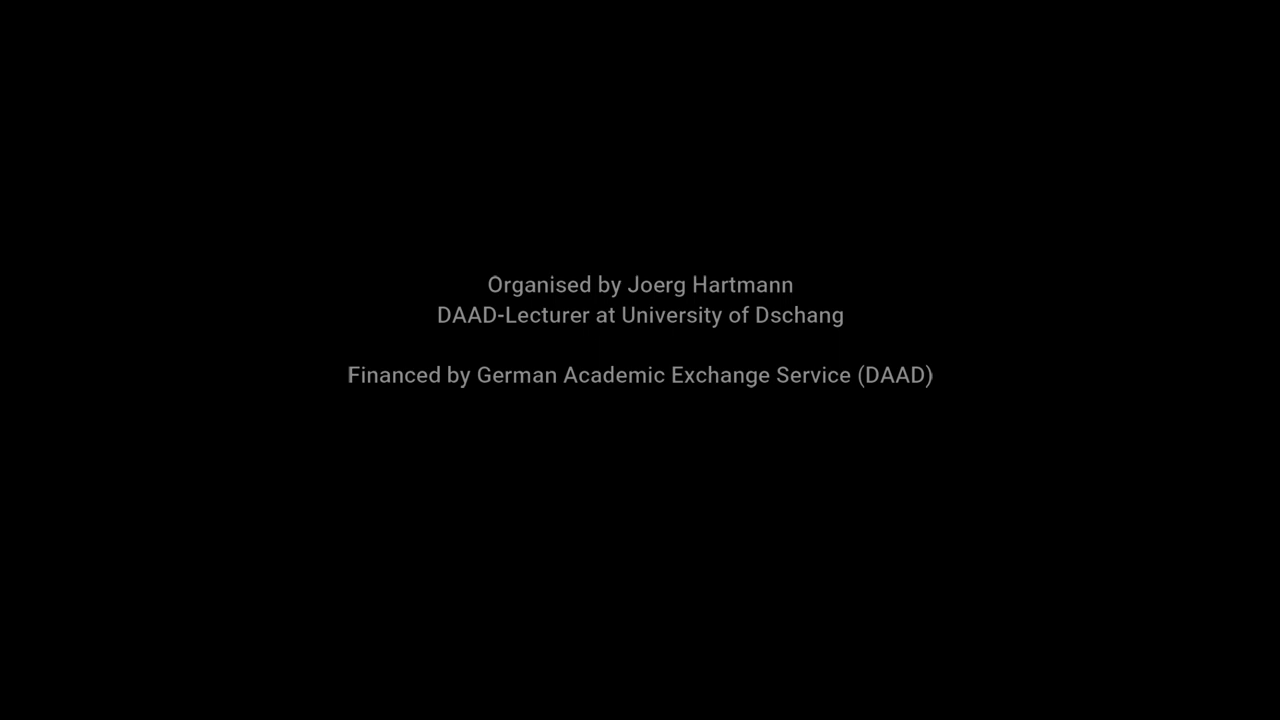 Organised by Joerg Hartmann
DAAD-Lecturer at University of Dschang
Financed by German Academic Exchange Service (DAAD)